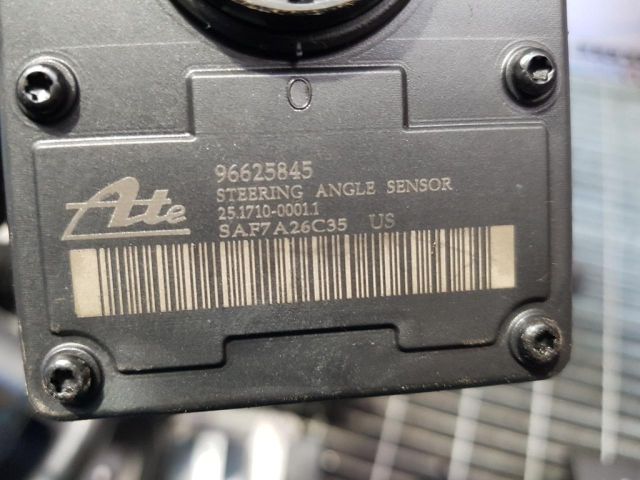 0
96625845
STEERING ANGLE SENSOR
Ate
25.1710-0001.1
SAF7A26C35 US